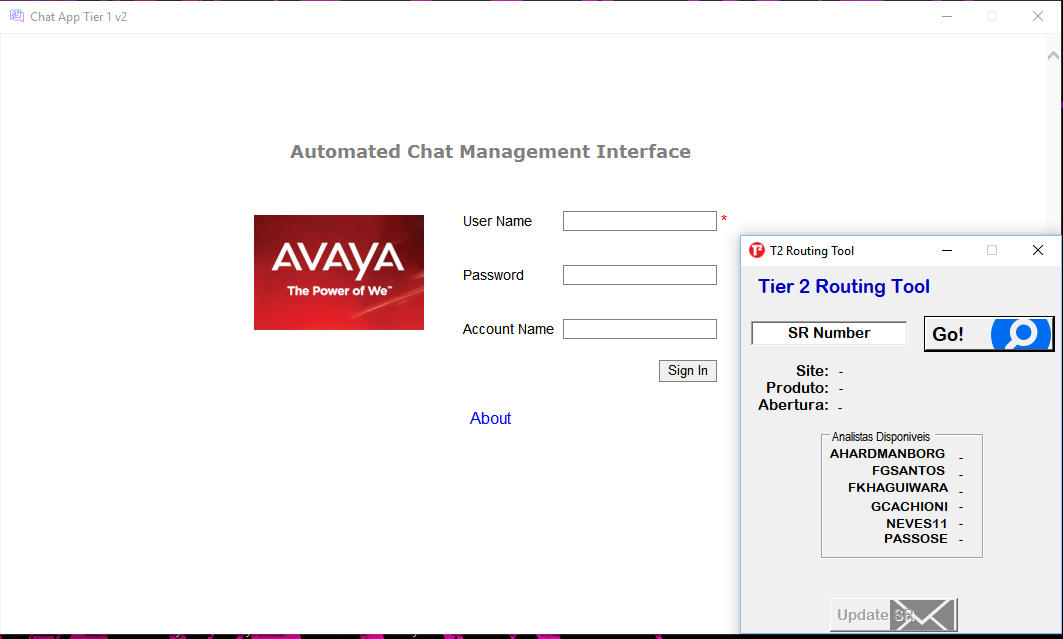 Chat App Tier 1 v2
Automated Chat Management Interface
AVAYA
The Power of We™
User Name
*
Password
Account Name
Sign In
About
T2 Routing Tool
Tier 2 Routing Tool
SR Number
Go!
Site: -
Produto: -
Abertura: -
Analistas Disponiveis
AHARDMANBORG -
FGSANTOS -
FKHAGUIWARA -
GCACHIONI -
NEVES11 -
PASSOSE -
Update SR